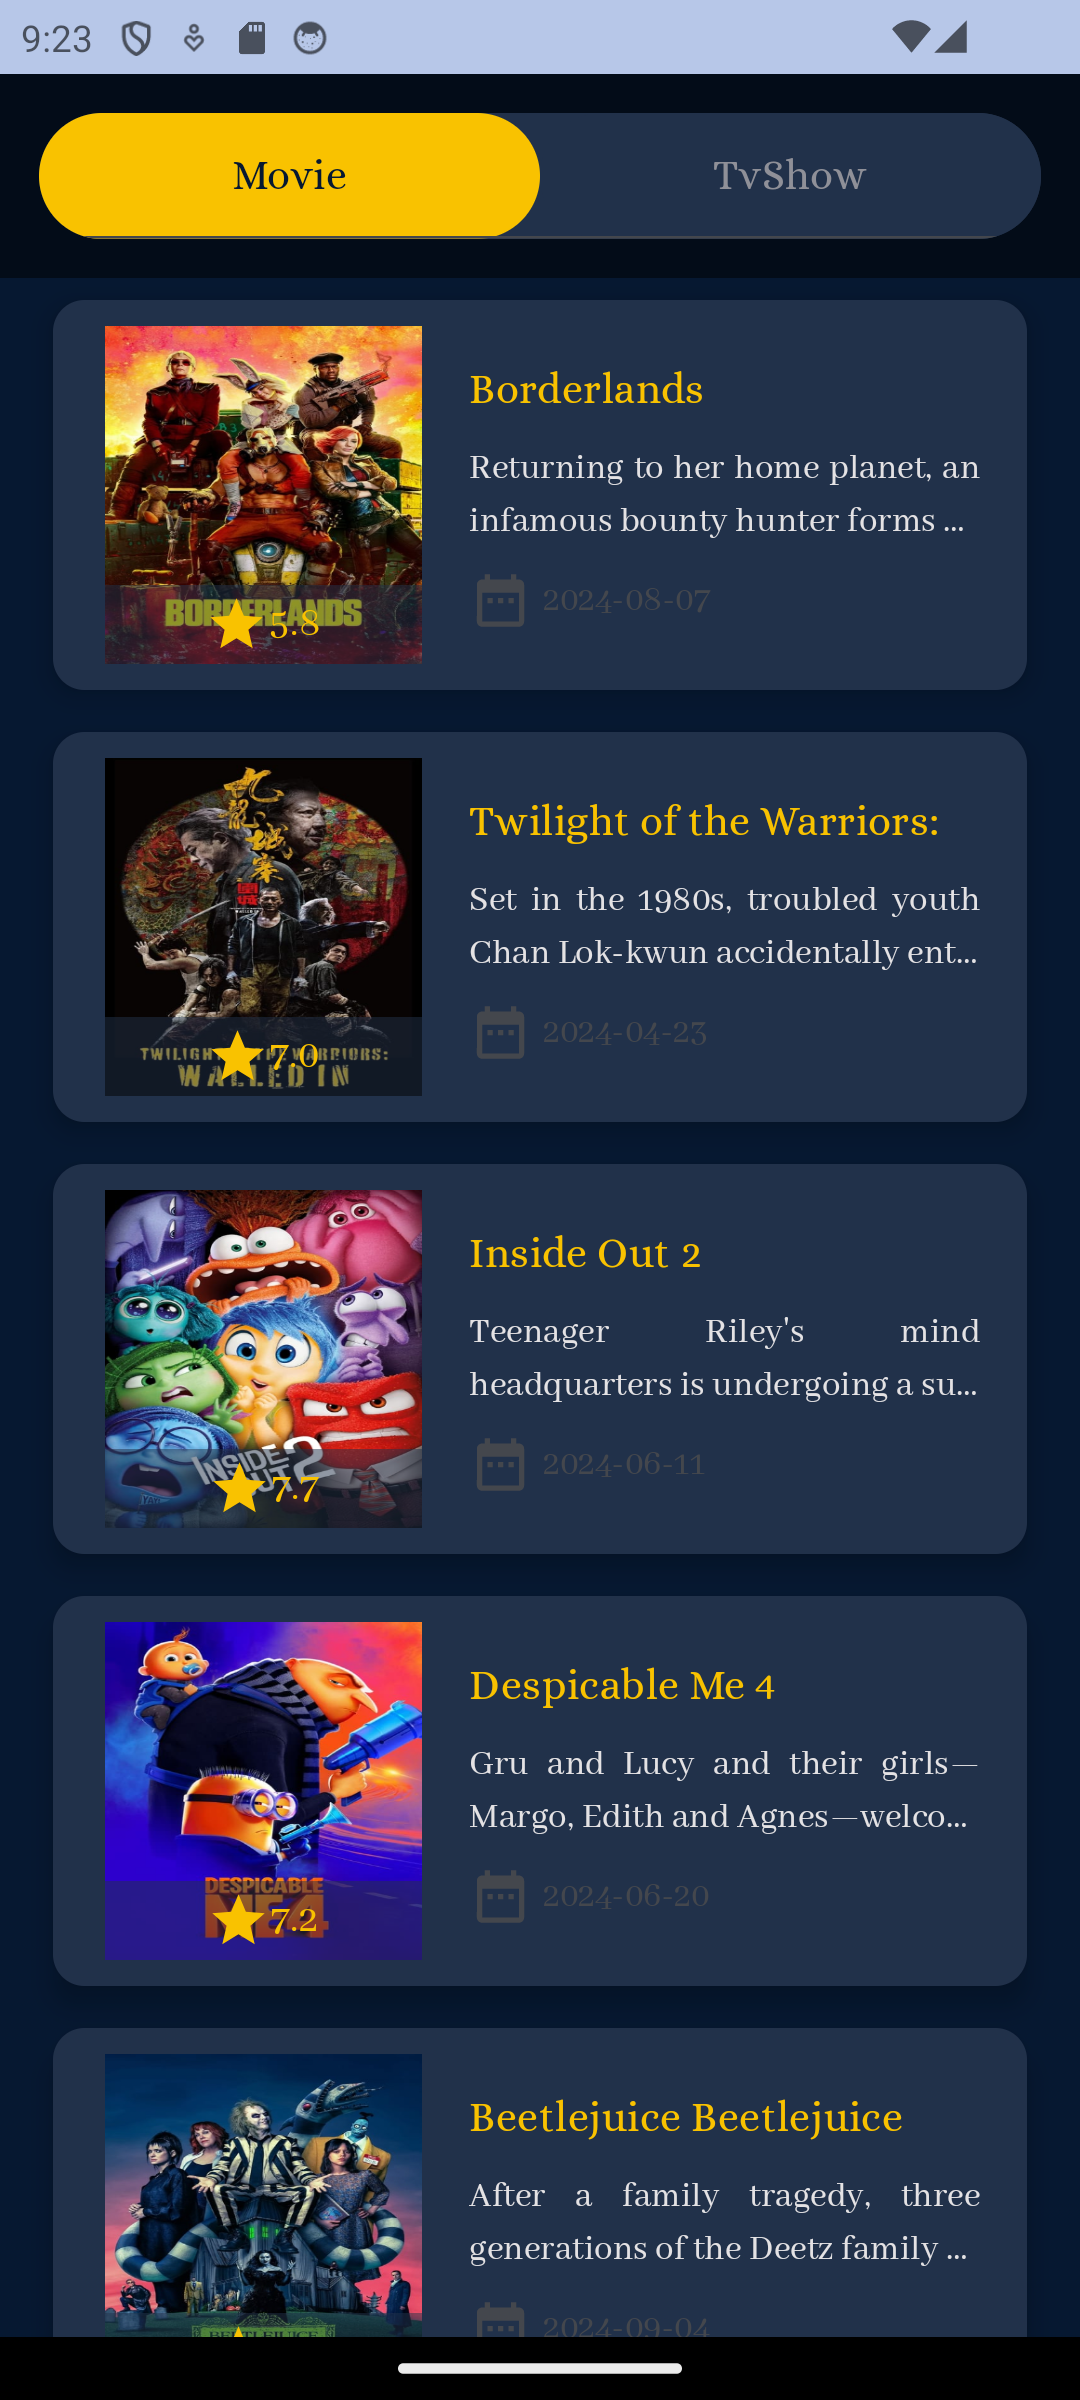 9:23
Movie
TvShow
Borderlands
Returning to her home planet, an
infamous bounty hunter forms ...
2024-08-07
BORDERLANDS
5.8
九龍城寨
Twilight of the Warriors:
Set in the 1980s, troubled youth
Chan Lok-kwun accidentally ent...
2024-04-23
TWILIGHT OF THE WARRIORS:
WALLED IN
7.0
Inside Out 2
Teenager Riley's mind
headquarters is undergoing a su...
2024-06-11
INSIDE
OUT 2
7.7
Despicable Me 4
Gru and Lucy and their girls—
Margo, Edith and Agnes—welco...
2024-06-20
DESPICABLE
ME 4
7.2
Beetlejuice Beetlejuice
After a family tragedy, three
generations of the Deetz family ...
2024-09-04
BEETLEJUICE